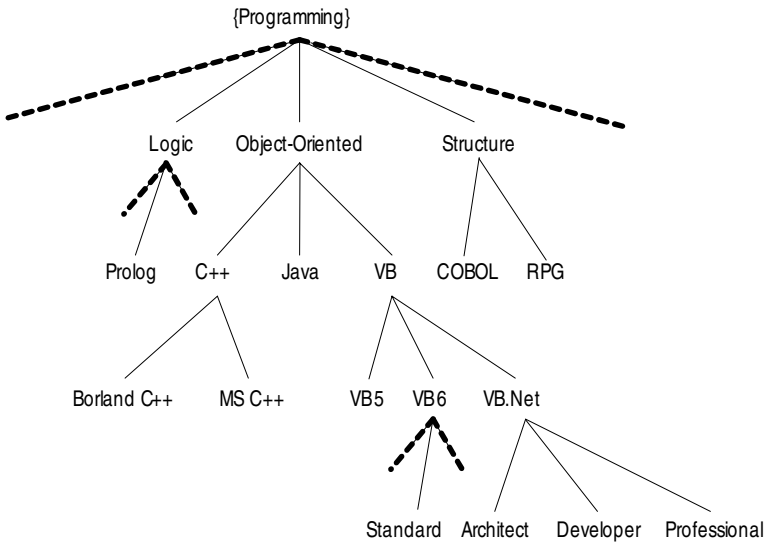 {Programming}
Logic Object-Oriented Structure
Prolog C++ Java VB COBOL RPG
Borland C++ MS C++ VB5 VB6 VB.Net
Standard Architect Developer Professional